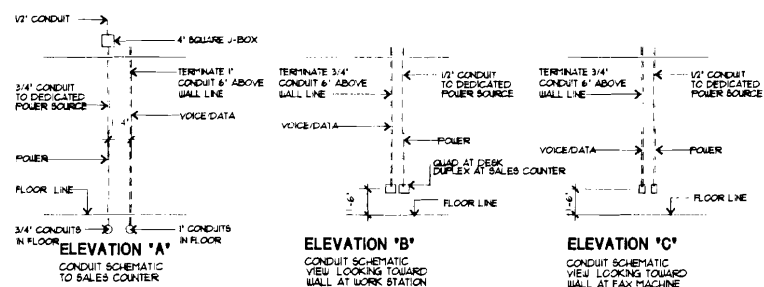 1/2' CONDUIT
4' SQUARE J-BOX
TERMINATE 1'
CONDUIT 6' ABOVE
WALL LINE
3/4' CONDUIT
TO DEDICATED
POWER SOURCE
VOICE/DATA
4'
POWER
FLOOR LINE
3/4' CONDUITS
IN FLOOR
1' CONDUITS
IN FLOOR
ELEVATION "A"
CONDUIT SCHEMATIC
TO SALES COUNTER
TERMINATE 3/4'
CONDUIT 6' ABOVE
WALL LINE
1/2' CONDUIT
TO DEDICATED
POWER SOURCE
VOICE/DATA
POWER
QUAD AT DESK
DUPLEX AT SALES COUNTER
1'-6'
FLOOR LINE
ELEVATION "B"
CONDUIT SCHEMATIC
VIEW LOOKING TOWARD
WALL AT WORK STATION
TERMINATE 3/4'
CONDUIT 6' ABOVE
WALL LINE
1/2' CONDUIT
TO DEDICATED
POWER SOURCE
VOICE/DATA
POWER
1'-6'
FLOOR LINE
ELEVATION "C"
CONDUIT SCHEMATIC
VIEW LOOKING TOWARD
WALL AT FAX MACHINE